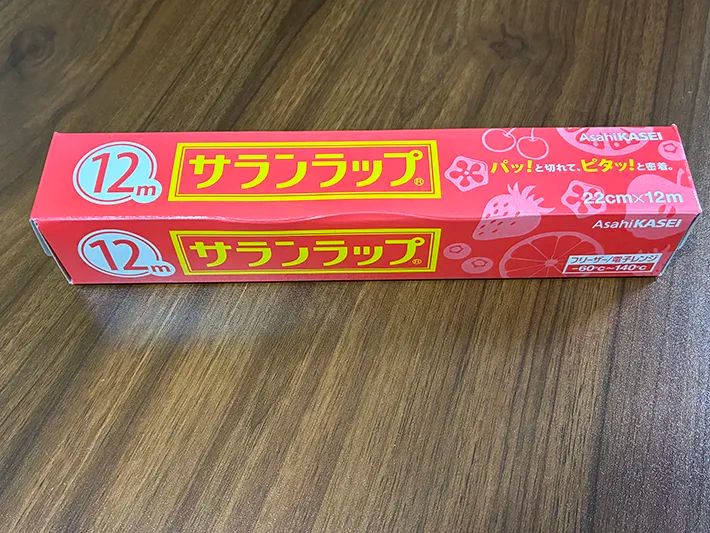 12m
サランラップ®
AsahiKASEI
パッ!と切れて、ピタッ!と密着。
22cm×12m
12m
サランラップ®
AsahiKASEI
フリーザー/電子レンジ
-60℃~140℃